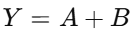 Y = A + B